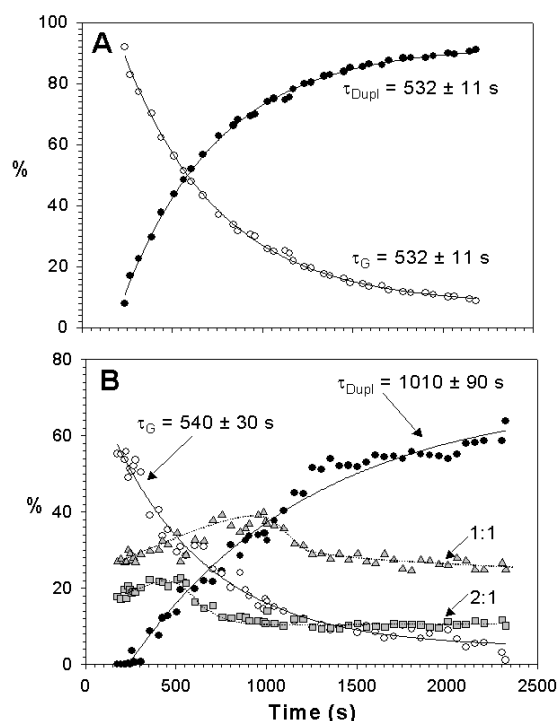 100
A
80
τDupl = 532 ± 11 s
60
%
40
τG = 532 ± 11 s
20
0
80
B
τDupl = 1010 ± 90 s
τG = 540 ± 30 s
60
%
40
1:1
20
2:1
0
0 500 1000 1500 2000 2500
Time (s)